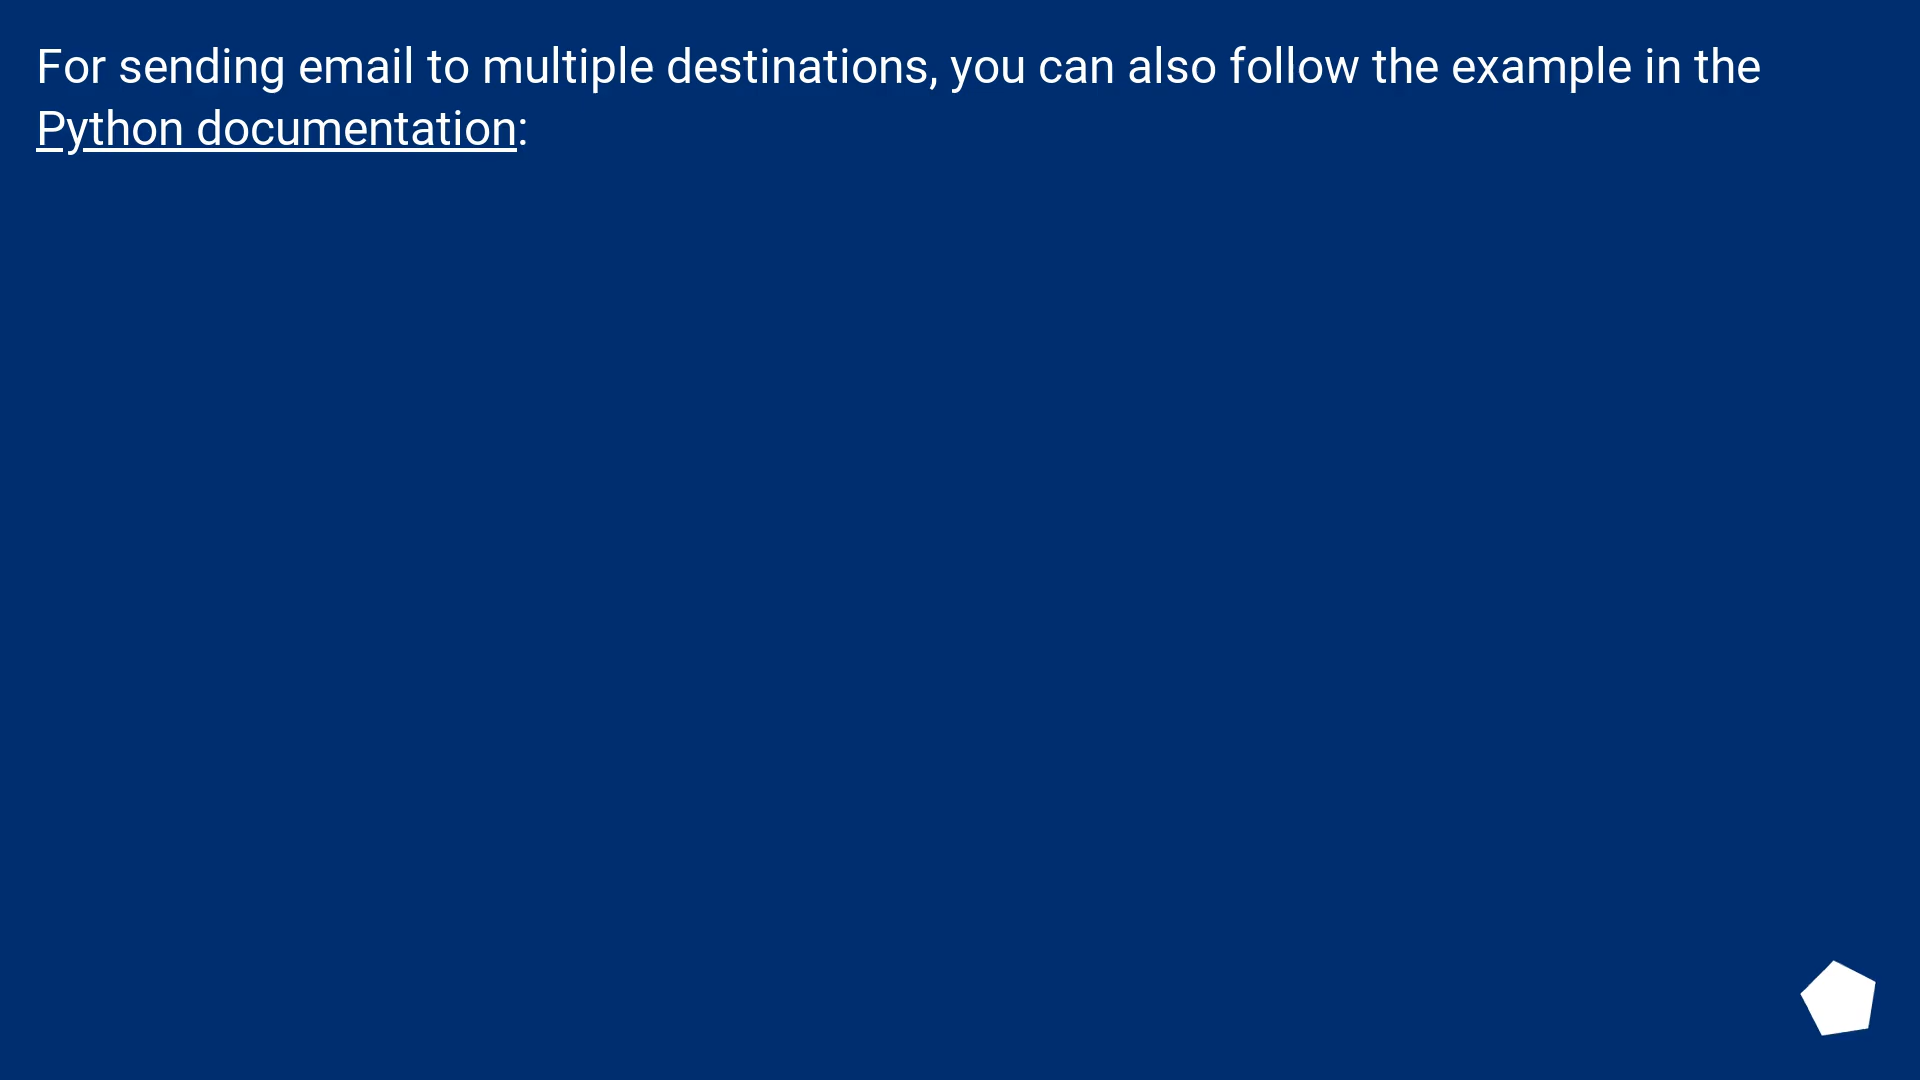 For sending email to multiple destinations, you can also follow the example in the
Python documentation: